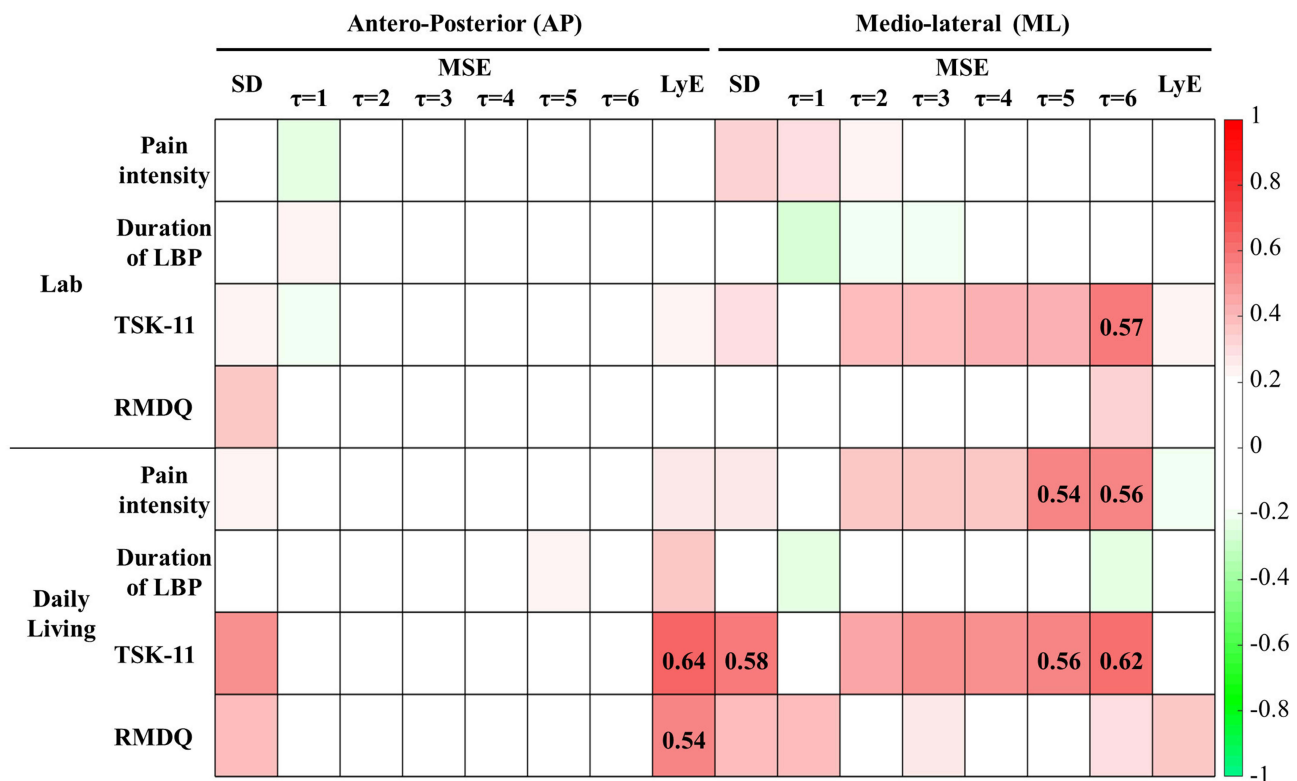 Antero-Posterior (AP) Medio-lateral (ML)
SD MSE LyE SD MSE LyE
τ=1 τ=2 τ=3 τ=4 τ=5 τ=6 τ=1 τ=2 τ=3 τ=4 τ=5 τ=6
Lab
Pain
intensity
Duration
of LBP
TSK-11 0.57
RMDQ
Daily
Living
Pain
intensity 0.54 0.56
Duration
of LBP
TSK-11 0.64 0.58 0.56 0.62
RMDQ 0.54
1
0.8
0.6
0.4
0.2
0
-0.2
-0.4
-0.6
-0.8
-1